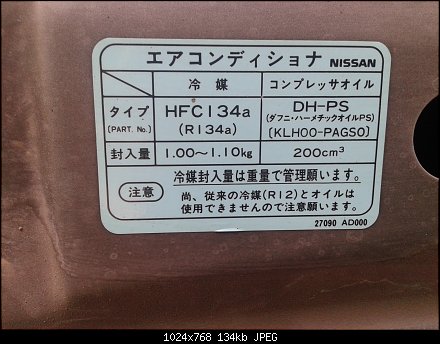 エアコンディショナ NISSAN
冷媒 コンプレッサオイル
タイプ HFC134a DH-PS
[PART. No.] (R134a) (ダフニ・ハーメチックオイルPS)
[KLH00-PAGS0]
封入量 1.00〜1.10kg 200cm³
注意 冷媒封入量は重量で管理願います。
尚、従来の冷媒(R12)とオイルは
使用できませんので注意願います。
27090 AD000
1024x768 134kb JPEG